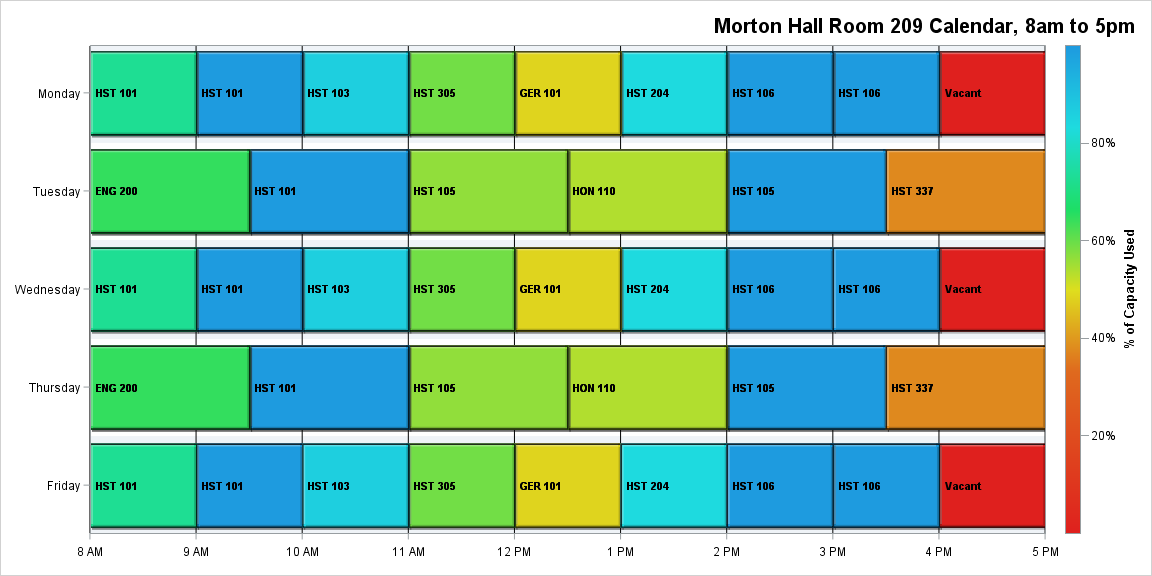 Morton Hall Room 209 Calendar, 8am to 5pm
Monday
HST 101
HST 101
HST 103
HST 305
GER 101
HST 204
HST 106
HST 106
Vacant
Tuesday
ENG 200
HST 101
HST 105
HON 110
HST 105
HST 337
Wednesday
HST 101
HST 101
HST 103
HST 305
GER 101
HST 204
HST 106
HST 106
Vacant
Thursday
ENG 200
HST 101
HST 105
HON 110
HST 105
HST 337
Friday
HST 101
HST 101
HST 103
HST 305
GER 101
HST 204
HST 106
HST 106
Vacant
8 AM
9 AM
10 AM
11 AM
12 PM
1 PM
2 PM
3 PM
4 PM
5 PM
80%
60%
40%
20%
% of Capacity Used